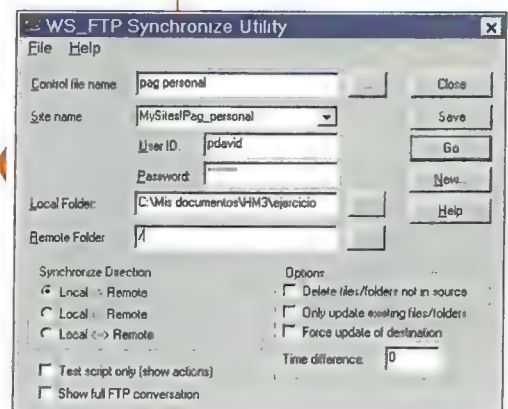 WS_FTP Synchronize Utility
File Help
Control file name pag personal ... Close
Site name MySites!Pag_personal Save
User ID: pdavid Go
Password: New...
Local Folder: C:\Mis documentos\HM3\ejercicio Help
Remote Folder /
Synchronize Direction Options
Local -> Remote Delete files/folders not in source
Local <- Remote Only update existing files/folders
Local <-> Remote Force update of destination
Time difference: 0
Test script only (show actions)
Show full FTP conversation